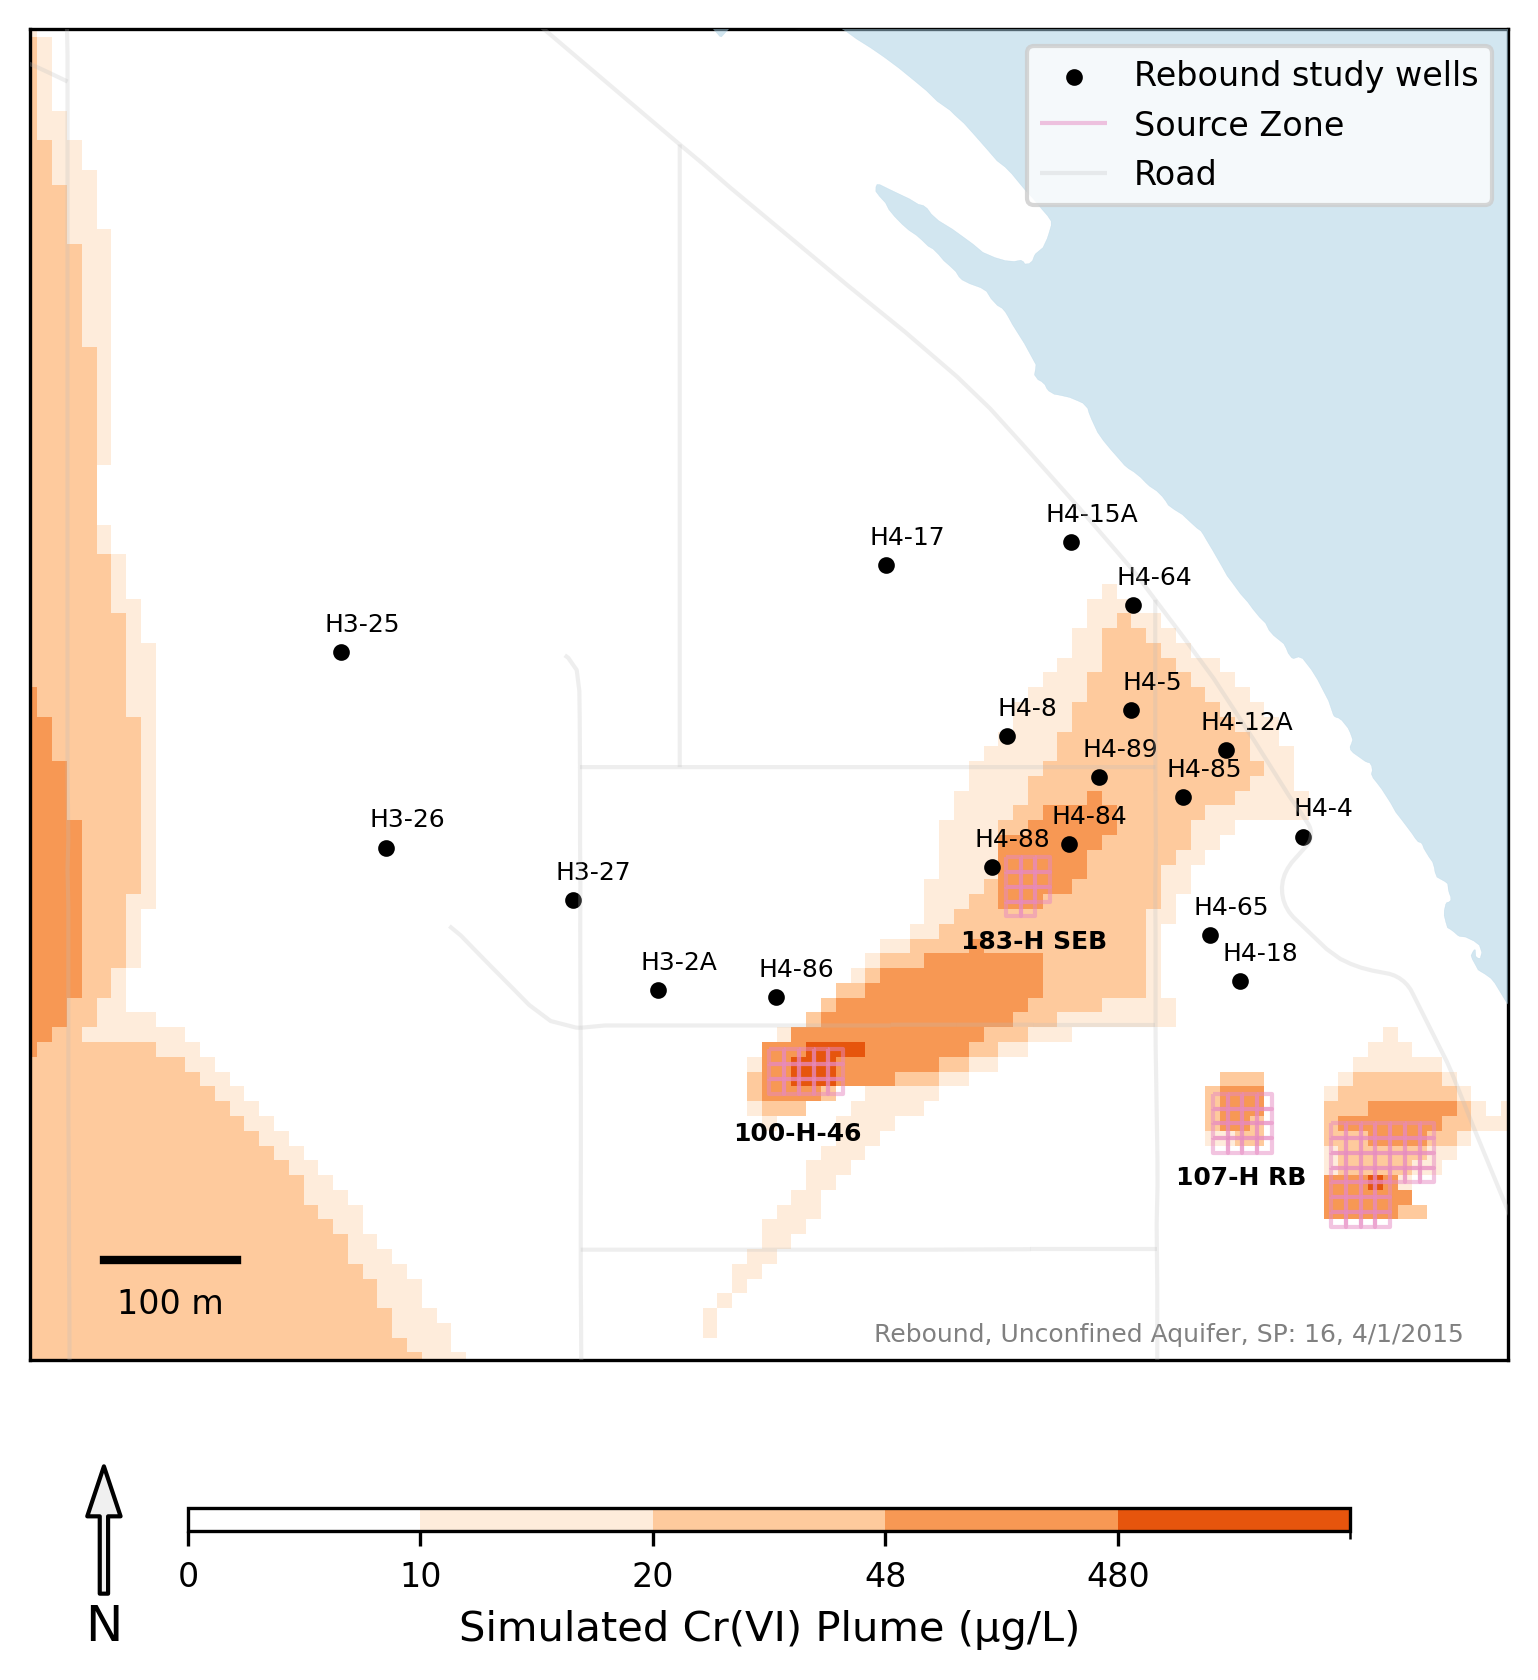 Rebound study wells
Source Zone
Road
H4-15A
H4-17
H4-64
H3-25
H4-5
H4-8
H4-12A
H4-89
H4-85
H4-4
H4-84
H3-26
H4-88
H3-27
H4-65
183-H SEB
H4-18
H3-2A
H4-86
100-H-46
107-H RB
100 m
Rebound, Unconfined Aquifer, SP: 16, 4/1/2015
0 10 20 48 480
N
Simulated Cr(VI) Plume (µg/L)